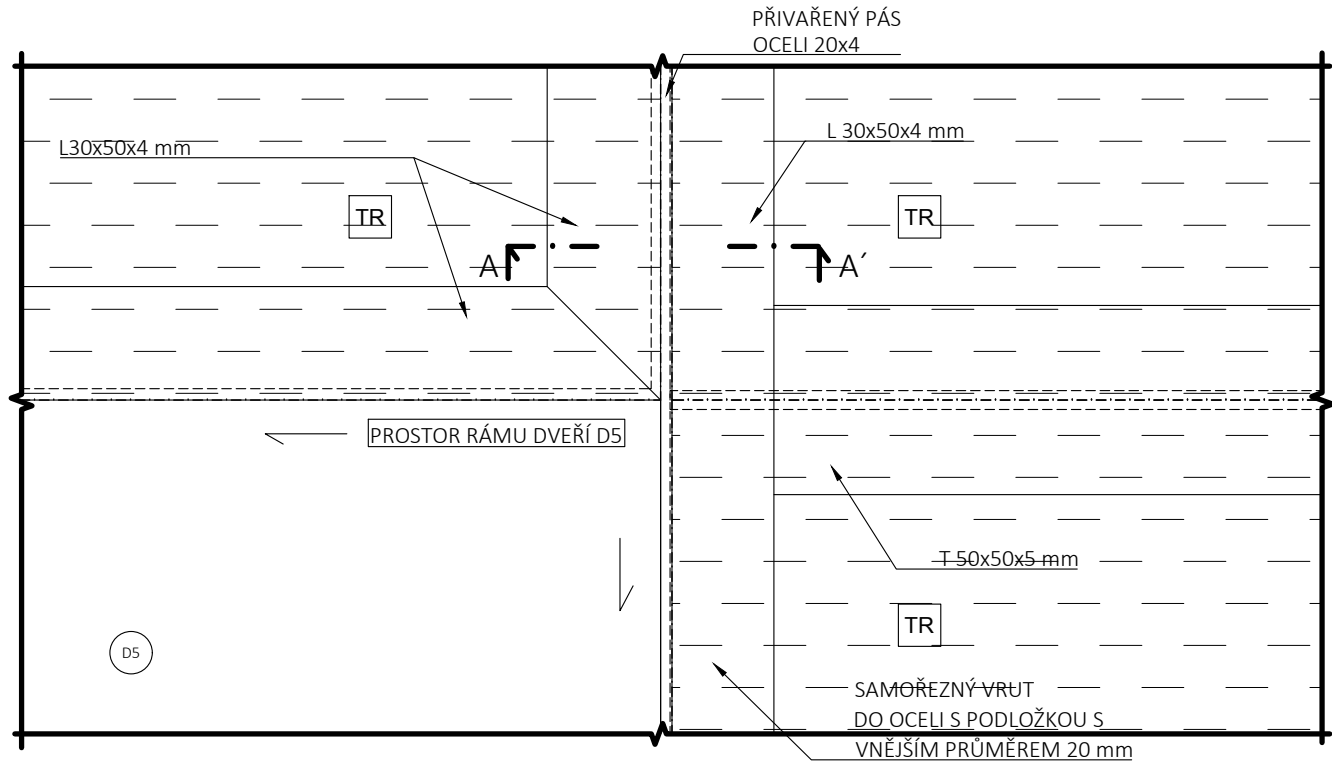 PŘIVAŘENÝ PÁS
OCELI 20x4
L30x50x4 mm
L 30x50x4 mm
TR
TR
A
A´
PROSTOR RÁMU DVEŘÍ D5
T 50x50x5 mm
TR
D5
SAMOŘEZNÝ VRUT
DO OCELI S PODLOŽKOU S
VNĚJŠÍM PRŮMĚREM 20 mm